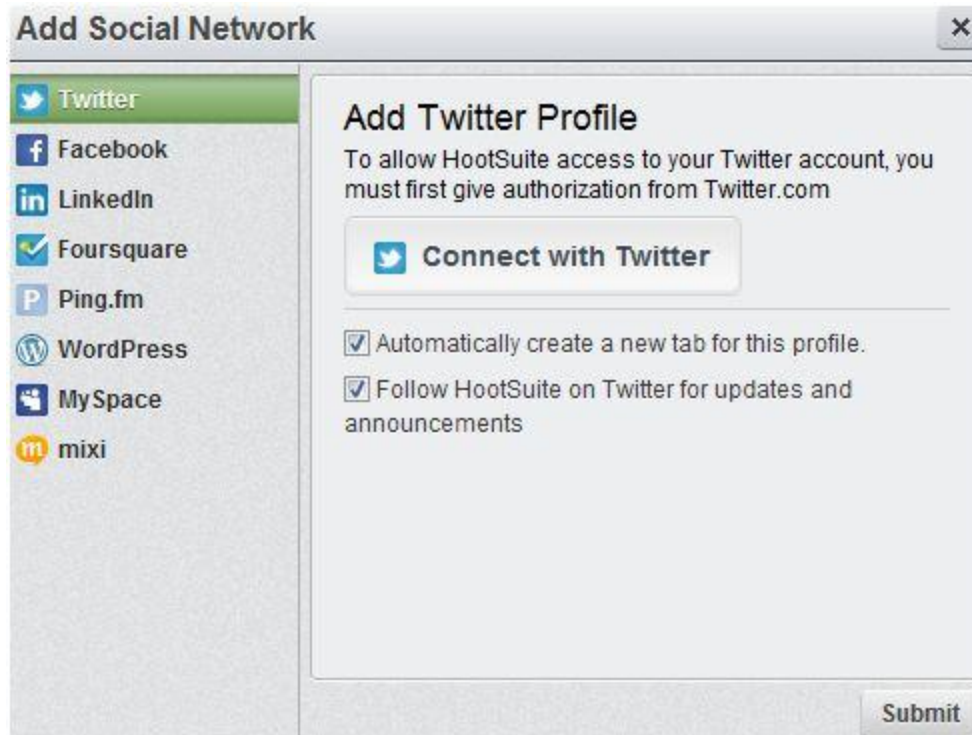 Add Social Network
Twitter
Facebook
LinkedIn
Foursquare
Ping.fm
WordPress
MySpace
mixi
Add Twitter Profile
To allow HootSuite access to your Twitter account, you
must first give authorization from Twitter.com
Connect with Twitter
Automatically create a new tab for this profile.
Follow HootSuite on Twitter for updates and
announcements
Submit